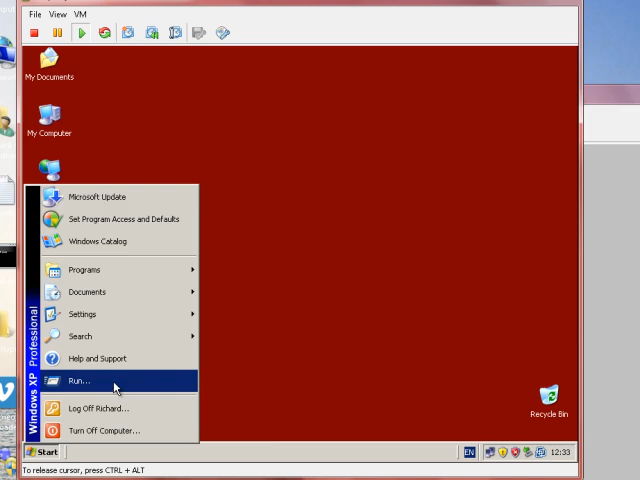 File View VM
My Documents
My Computer
Microsoft Update
Set Program Access and Defaults
Windows Catalog
Programs
Documents
Settings
Search
Help and Support
Run...
Log Off Richard...
Turn Off Computer...
Windows XP Professional
Recycle Bin
Start
EN
12:33
To release cursor, press CTRL + ALT